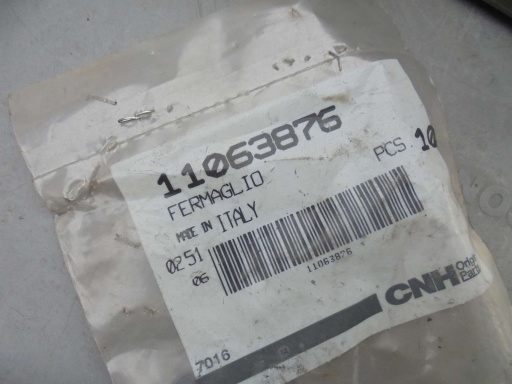 11063876
FERMAGLIO
PCS 10
MADE IN ITALY
0251
06
11063876
CNH
7016